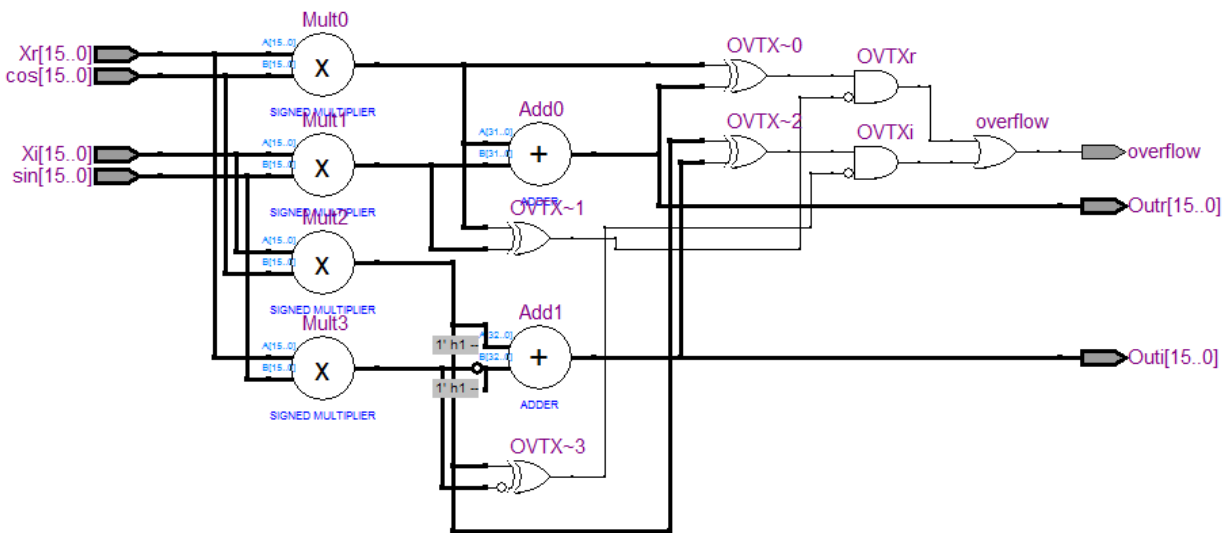 Mult0
Xr[15..0]
A[15..0]
cos[15..0]
B[15..0]
X
SIGNED MULTIPLIER
Mult1
Xi[15..0]
A[15..0]
sin[15..0]
B[15..0]
X
SIGNED MULTIPLIER
Mult2
A[15..0]
B[15..0]
X
SIGNED MULTIPLIER
Mult3
A[15..0]
B[15..0]
X
SIGNED MULTIPLIER
Add0
A[31..0]
B[31..0]
+
ADDER
OVTX~1
Add1
A[32..0]
1' h1 --
B[32..0]
1' h1 --
+
ADDER
OVTX~3
OVTX~0
OVTXr
OVTX~2
OVTXi
overflow
overflow
Outr[15..0]
Outi[15..0]